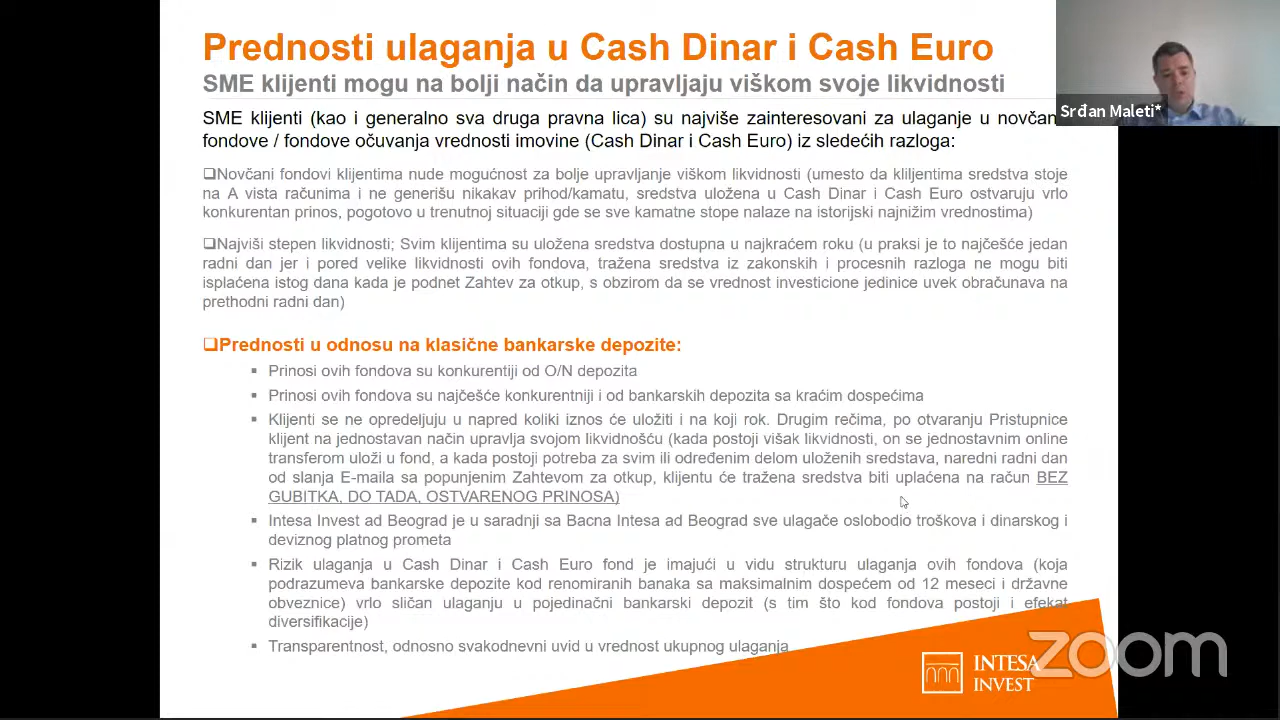 Prednosti ulaganja u Cash Dinar i Cash Euro
SME klijenti mogu na bolji način da upravljaju viškom svoje likvidnosti
SME klijenti (kao i generalno sva druga pravna lica) su najviše zainteresovani za ulaganje u novčan
fondove / fondove očuvanja vrednosti imovine (Cash Dinar i Cash Euro) iz sledećih razloga:
Srđan Maleti*
❑Novčani fondovi klijentima nude mogućnost za bolje upravljanje viškom likvidnosti (umesto da kliljentima sredstva stoje
na A vista računima i ne generišu nikakav prihod/kamatu, sredstva uložena u Cash Dinar i Cash Euro ostvaruju vrlo
konkurentan prinos, pogotovo u trenutnoj situaciji gde se sve kamatne stope nalaze na istorijski najnižim vrednostima)
❑Najviši stepen likvidnosti; Svim klijentima su uložena sredstva dostupna u najkraćem roku (u praksi je to najčešće jedan
radni dan jer i pored velike likvidnosti ovih fondova, tražena sredstva iz zakonskih i procesnih razloga ne mogu biti
isplaćena istog dana kada je podnet Zahtev za otkup, s obzirom da se vrednost investicione jedinice uvek obračunava na
prethodni radni dan)
❑Prednosti u odnosu na klasične bankarske depozite:
▪ Prinosi ovih fondova su konkurentiji od O/N depozita
▪ Prinosi ovih fondova su najčešće konkurentniji i od bankarskih depozita sa kraćim dospećima
▪ Klijenti se ne opredeljuju u napred koliki iznos će uložiti i na koji rok. Drugim rečima, po otvaranju Pristupnice
klijent na jednostavan način upravlja svojom likvidnošću (kada postoji višak likvidnosti, on se jednostavnim online
transferom uloži u fond, a kada postoji potreba za svim ili određenim delom uloženih sredstava, naredni radni dan
od slanja E-maila sa popunjenim Zahtevom za otkup, klijentu će tražena sredstva biti uplaćena na račun BEZ
GUBITKA, DO TADA, OSTVARENOG PRINOSA)
▪ Intesa Invest ad Beograd je u saradnji sa Bacna Intesa ad Beograd sve ulagače oslobodio troškova i dinarskog i
deviznog platnog prometa
▪ Rizik ulaganja u Cash Dinar i Cash Euro fond je imajući u vidu strukturu ulaganja ovih fondova (koja
podrazumeva bankarske depozite kod renomiranih banaka sa maksimalnim dospećem od 12 meseci i državne
obveznice) vrlo sličan ulaganju u pojedinačni bankarski depozit (s tim što kod fondova postoji i efekat
diversifikacije)
▪ Transparentnost, odnosno svakodnevni uvid u vrednost ukupnog ulaganja
INTESA
INVEST
zoom